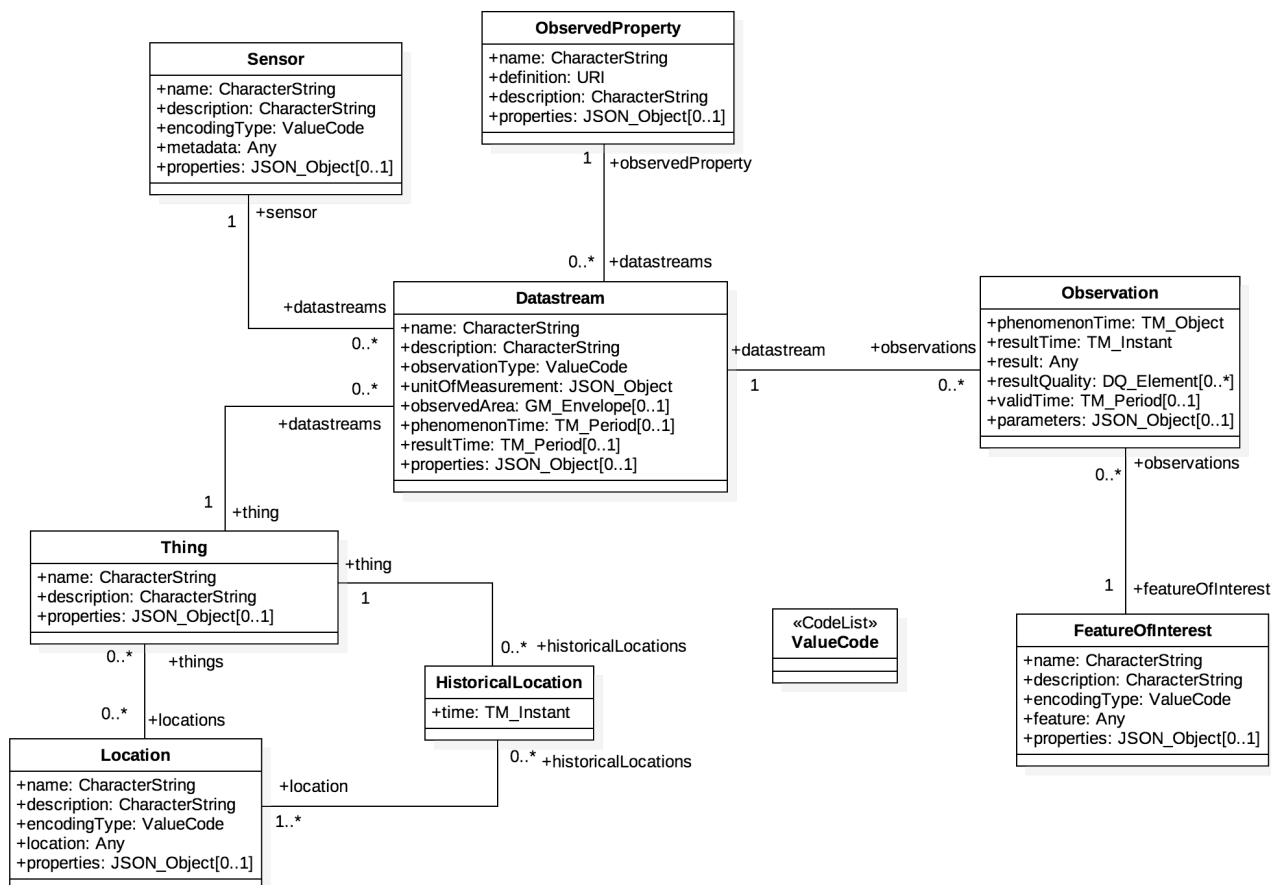 ObservedProperty
+name: CharacterString
+definition: URI
+description: CharacterString
+properties: JSON_Object[0..1]
Sensor
+name: CharacterString
+description: CharacterString
+encodingType: ValueCode
+metadata: Any
+properties: JSON_Object[0..1]
1
+observedProperty
1
+sensor
0..*
+datastreams
+datastreams
0..*
Datastream
+name: CharacterString
+description: CharacterString
+observationType: ValueCode
+unitOfMeasurement: JSON_Object
+observedArea: GM_Envelope[0..1]
+phenomenonTime: TM_Period[0..1]
+resultTime: TM_Period[0..1]
+properties: JSON_Object[0..1]
+datastream
1
+observations
0..*
Observation
+phenomenonTime: TM_Object
+resultTime: TM_Instant
+result: Any
+resultQuality: DQ_Element[0..*]
+validTime: TM_Period[0..1]
+parameters: JSON_Object[0..1]
0..*
+datastreams
0..*
+observations
1
+thing
Thing
+name: CharacterString
+description: CharacterString
+properties: JSON_Object[0..1]
+thing
1
1
+featureOfInterest
«CodeList»
ValueCode
FeatureOfInterest
+name: CharacterString
+description: CharacterString
+encodingType: ValueCode
+feature: Any
+properties: JSON_Object[0..1]
0..*
+historicalLocations
0..*
+things
HistoricalLocation
+time: TM_Instant
0..*
+locations
0..*
+historicalLocations
Location
+name: CharacterString
+description: CharacterString
+encodingType: ValueCode
+location: Any
+properties: JSON_Object[0..1]
+location
1..*